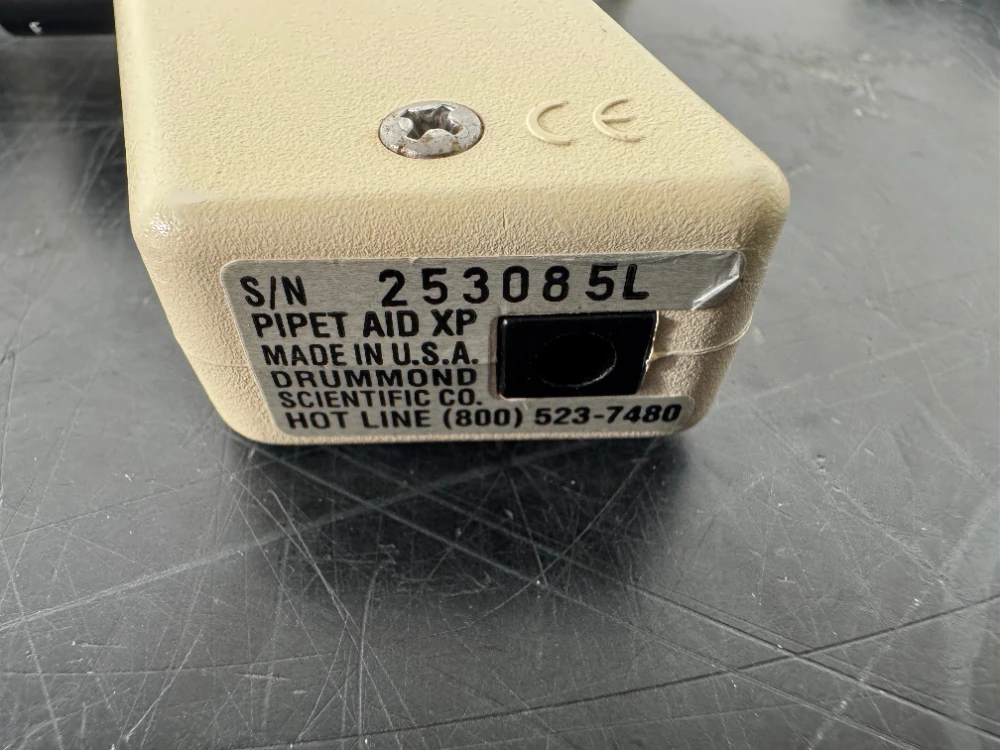 CE
S/N 253085L
PIPET AID XP
MADE IN U.S.A.
DRUMMOND
SCIENTIFIC CO.
HOT LINE (800) 523-7480